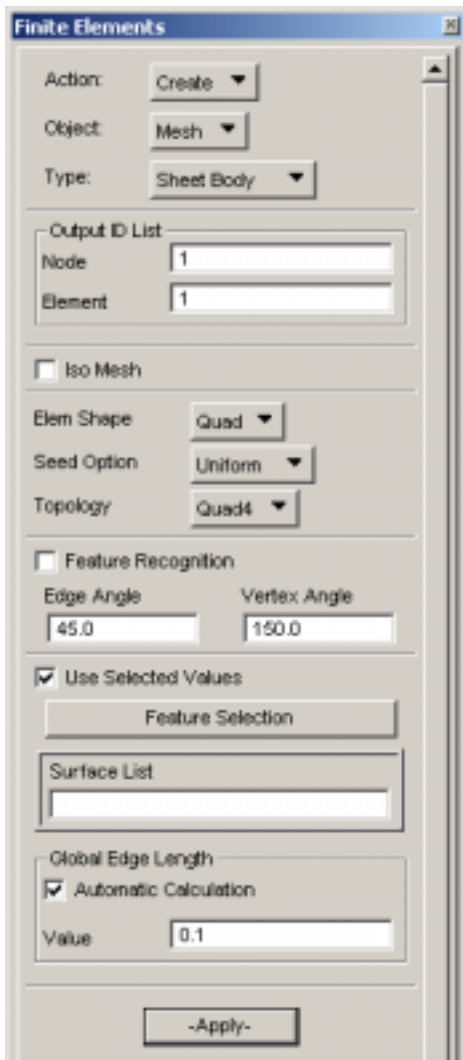 Finite Elements
Action: Create
Object: Mesh
Type: Sheet Body
Output ID List
Node 1
Element 1
Iso Mesh
Elem Shape Quad
Seed Option Uniform
Topology Quad4
Feature Recognition
Edge Angle Vertex Angle
45.0 150.0
Use Selected Values
Feature Selection
Surface List
Global Edge Length
Automatic Calculation
Value 0.1
-Apply-